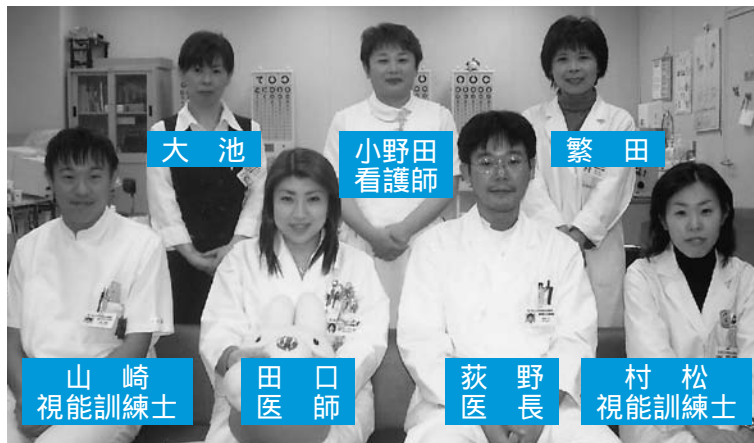 大　池
小野田
看護師
繁　田
山　崎
視能訓練士
田　口
医　師
荻　野
医　長
村　松
視能訓練士